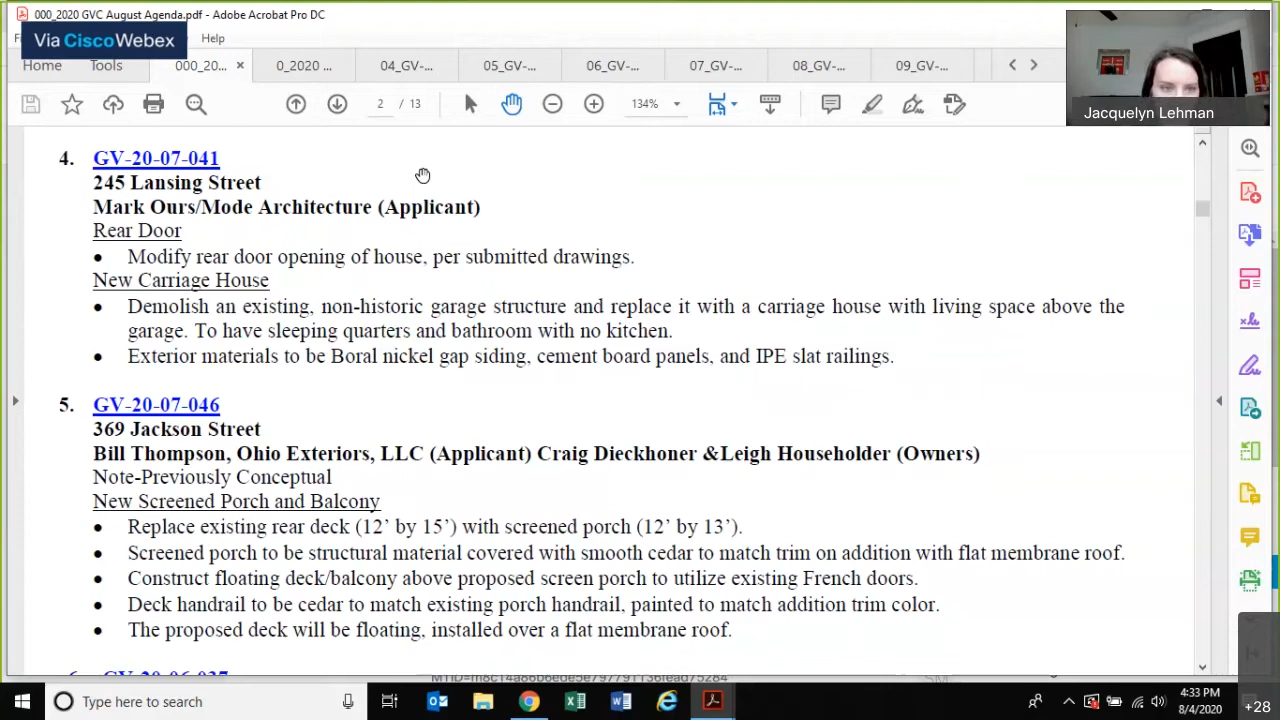 000_2020 GVC August Agenda.pdf - Adobe Acrobat Pro DC
Via CiscoWebex
Help
Home Tools 000_20... × 0_2020 ... 04_GV-... 05_GV-... 06_GV-... 07_GV-... 08_GV-... 09_GV-...
2 / 13 134%
Jacquelyn Lehman
4. GV-20-07-041
245 Lansing Street
Mark Ours/Mode Architecture (Applicant)
Rear Door
• Modify rear door opening of house, per submitted drawings.
New Carriage House
• Demolish an existing, non-historic garage structure and replace it with a carriage house with living space above the
garage. To have sleeping quarters and bathroom with no kitchen.
• Exterior materials to be Boral nickel gap siding, cement board panels, and IPE slat railings.
5. GV-20-07-046
369 Jackson Street
Bill Thompson, Ohio Exteriors, LLC (Applicant) Craig Dieckhoner &Leigh Householder (Owners)
Note-Previously Conceptual
New Screened Porch and Balcony
• Replace existing rear deck (12’ by 15’) with screened porch (12’ by 13’).
• Screened porch to be structural material covered with smooth cedar to match trim on addition with flat membrane roof.
• Construct floating deck/balcony above proposed screen porch to utilize existing French doors.
• Deck handrail to be cedar to match existing porch handrail, painted to match addition trim color.
• The proposed deck will be floating, installed over a flat membrane roof.
Type here to search
4:33 PM
8/4/2020
+28